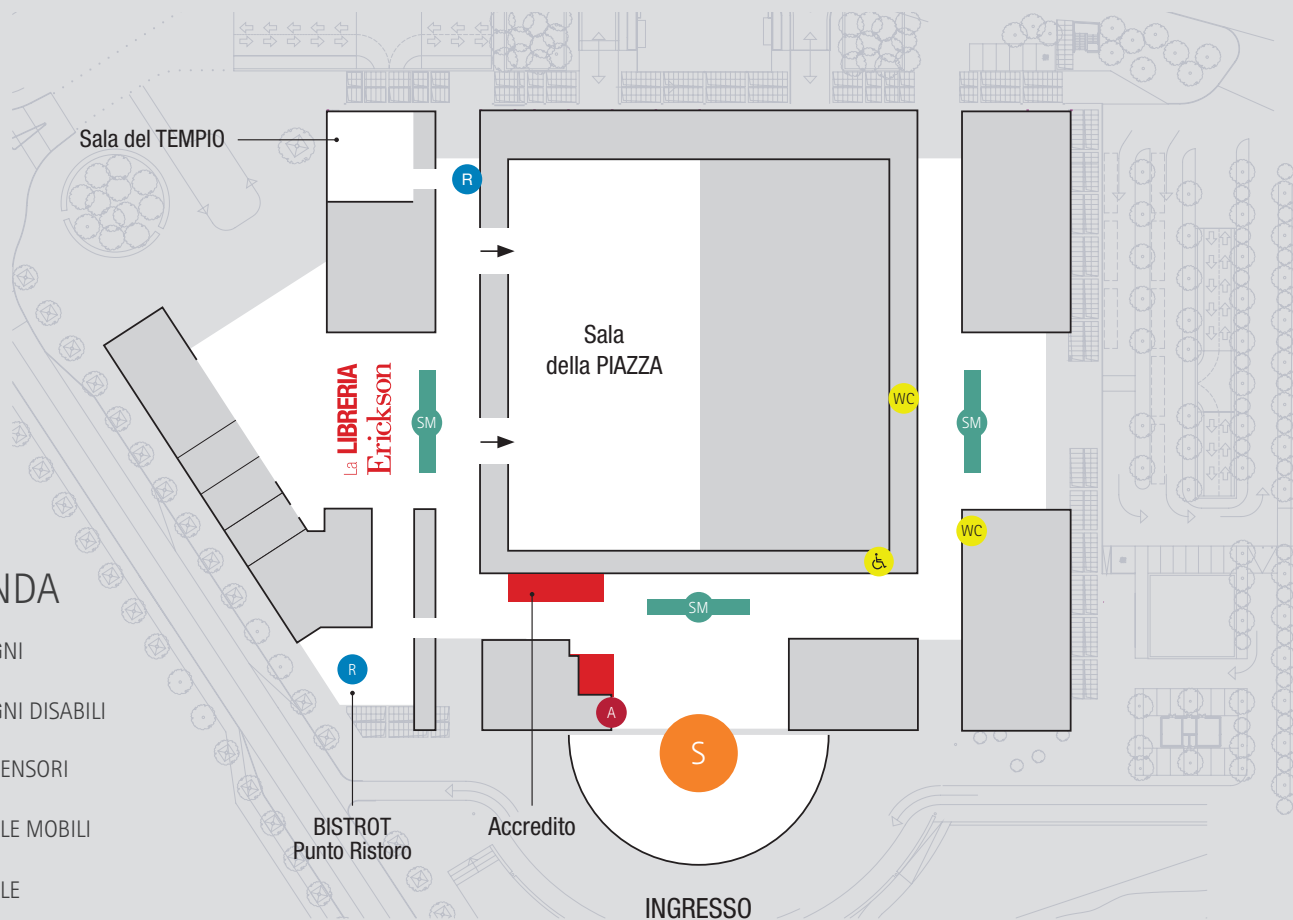 Sala del TEMPIO
R
Sala
della PIAZZA
La LIBRERIA
Erickson
SM
WC
SM
WC
SM
R
A
S
BISTROT
Punto Ristoro
Accredito
INGRESSO
NDA
GNI
GNI DISABILI
ENSORI
LE MOBILI
LE